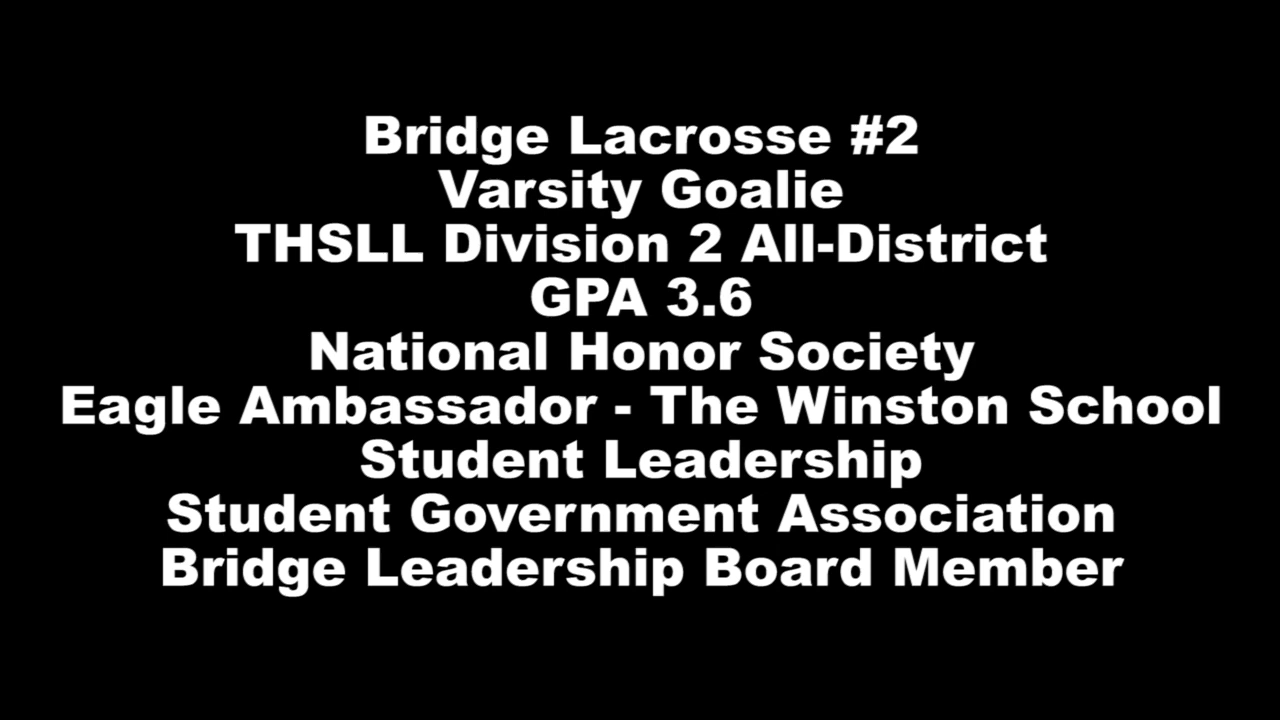 Bridge Lacrosse #2
Varsity Goalie
THSLL Division 2 All-District
GPA 3.6
National Honor Society
Eagle Ambassador - The Winston School
Student Leadership
Student Government Association
Bridge Leadership Board Member